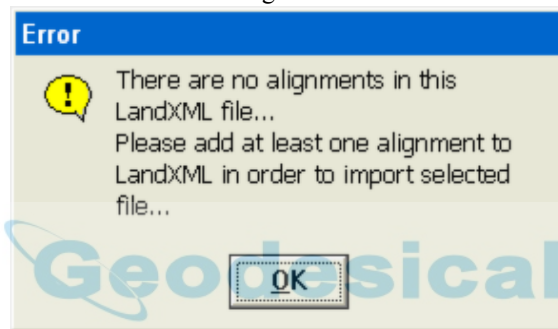 Error
There are no alignments in this
LandXML file...
Please add at least one alignment to
LandXML in order to import selected
file...
Geodesical
OK